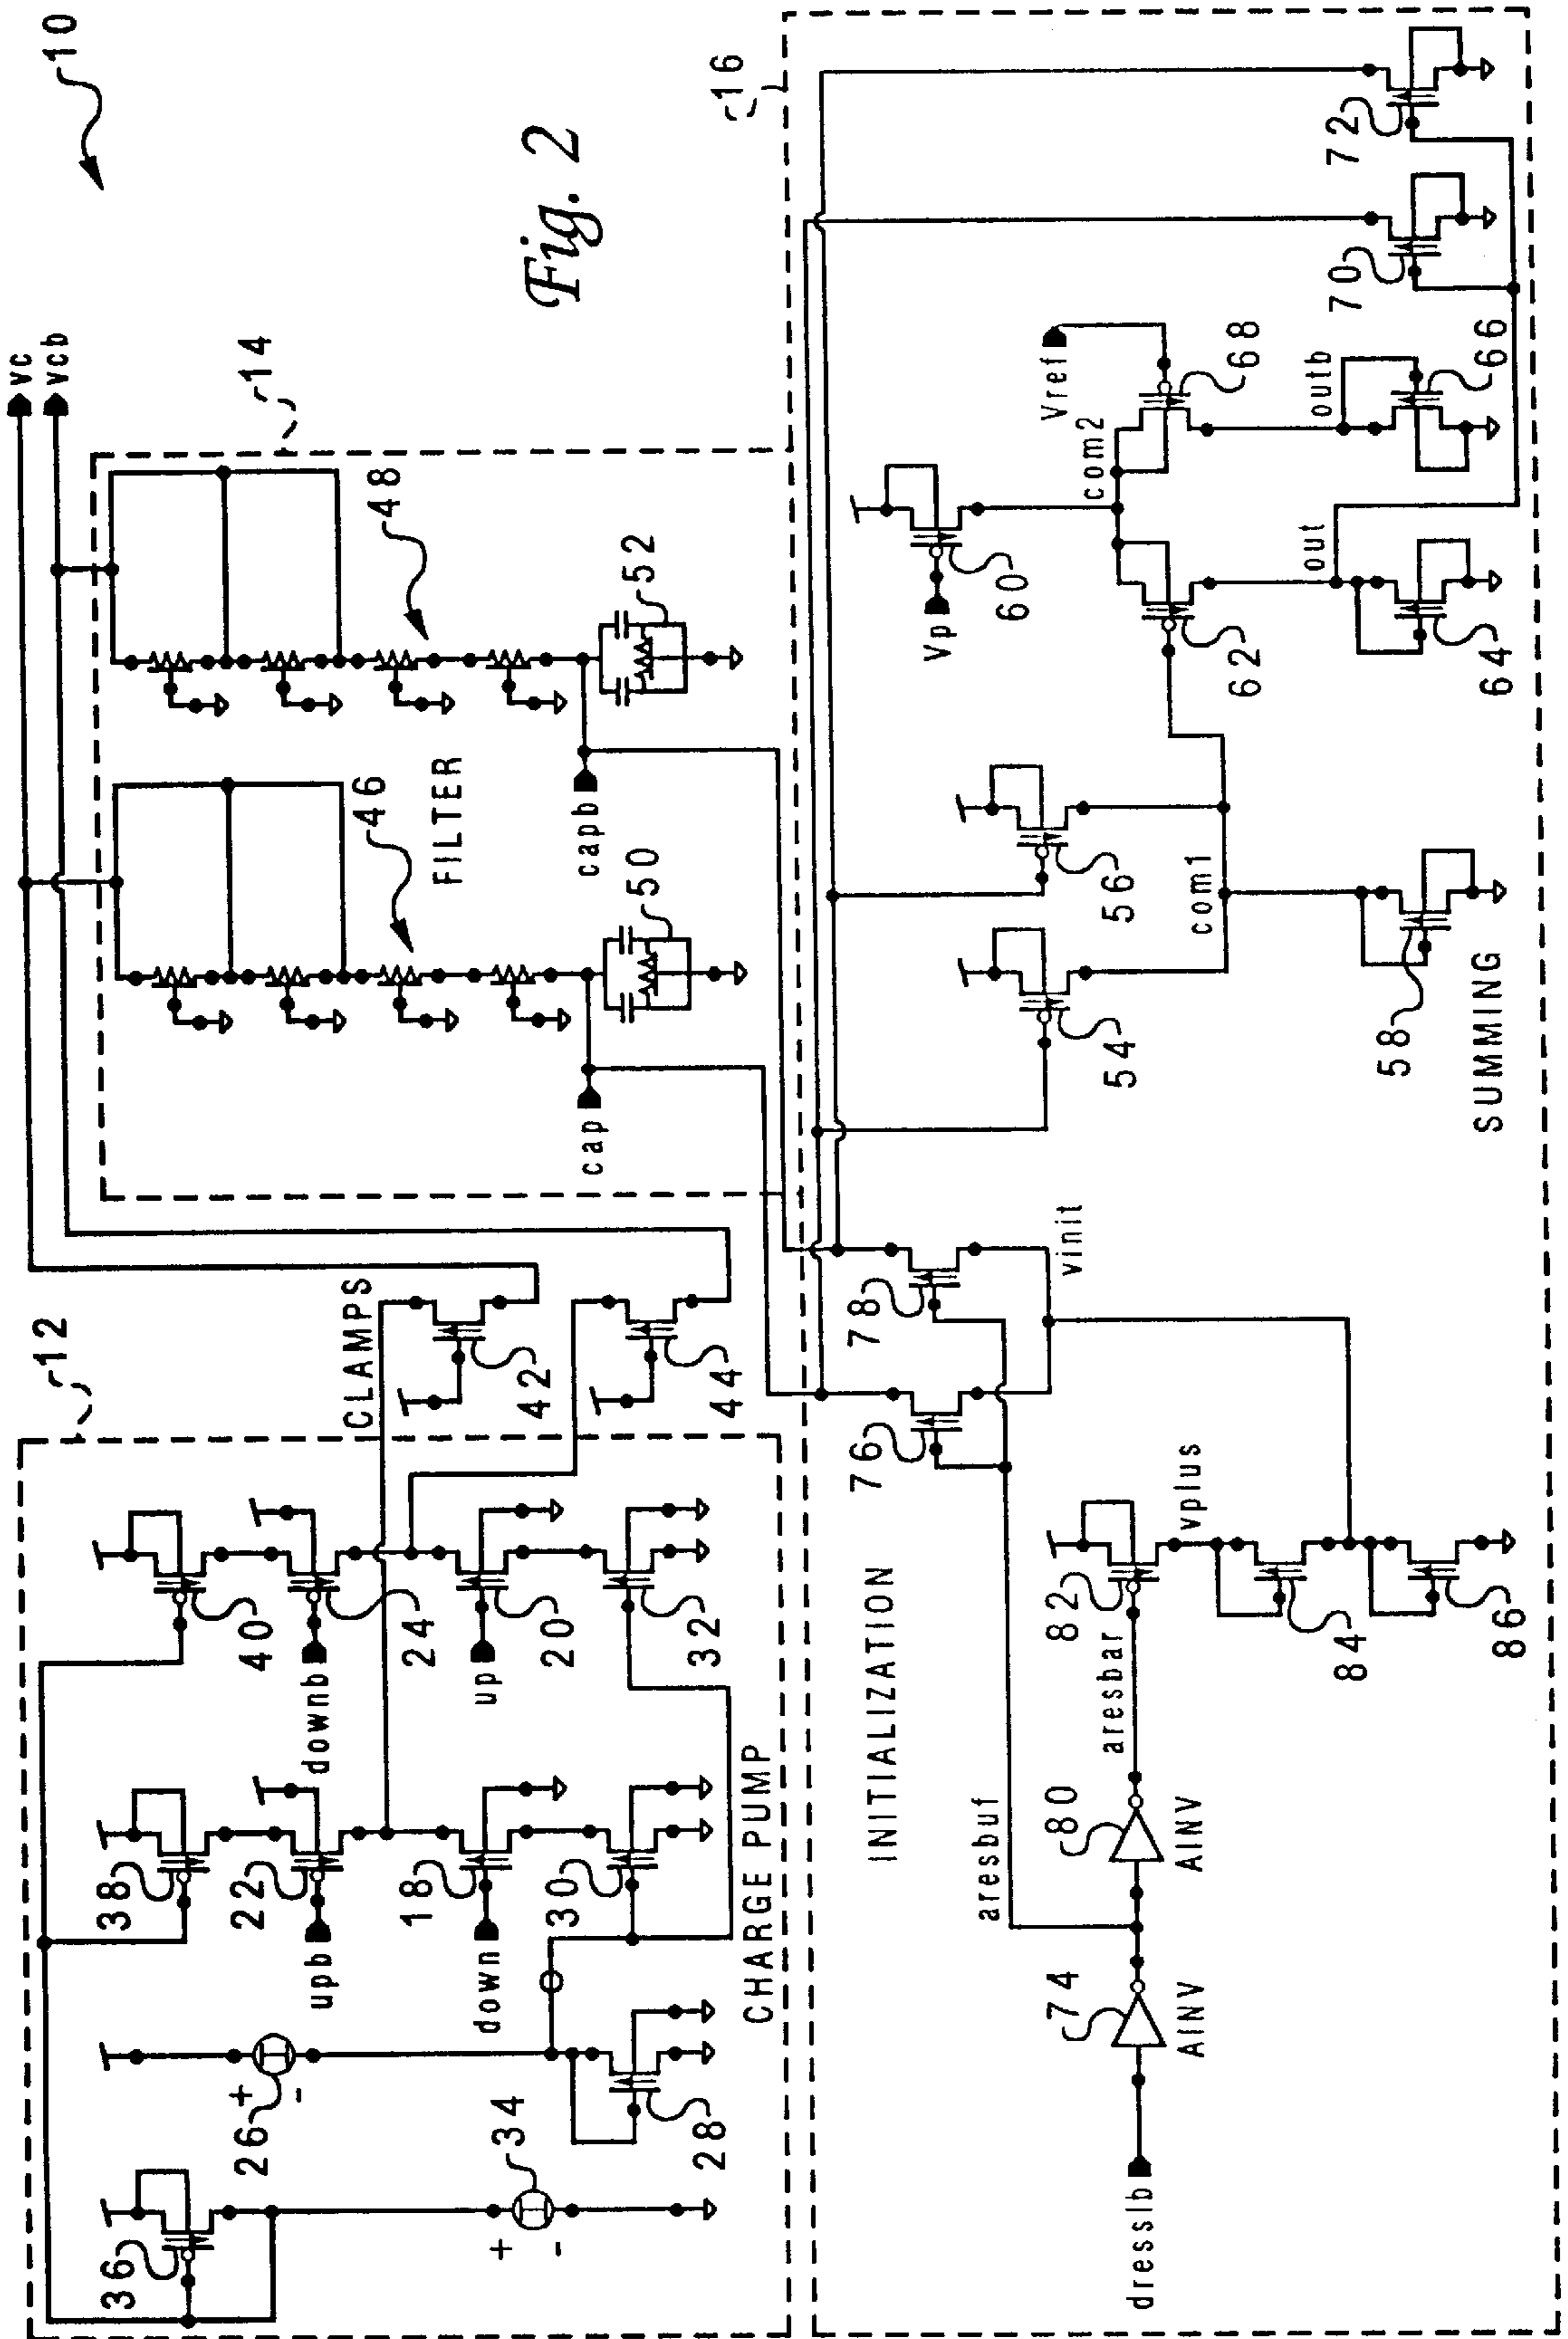 10
Fig. 2
vc
vcb
14
16
12
CLAMPS
42
44
48
46
FILTER
52
50
capb
cap
40
24
20
32
downb
up
38
22
18
30
upb
down
CHARGE PUMP
26
+
-
34
28
36
+
-
72
70
68
66
Vref
com2
outb
60
Vp
62
out
64
56
54
com1
58
SUMMING
78
76
vinit
INITIALIZATION
aresbuf
aresbar
vplus
82
84
86
80
AINV
74
AINV
dresslb